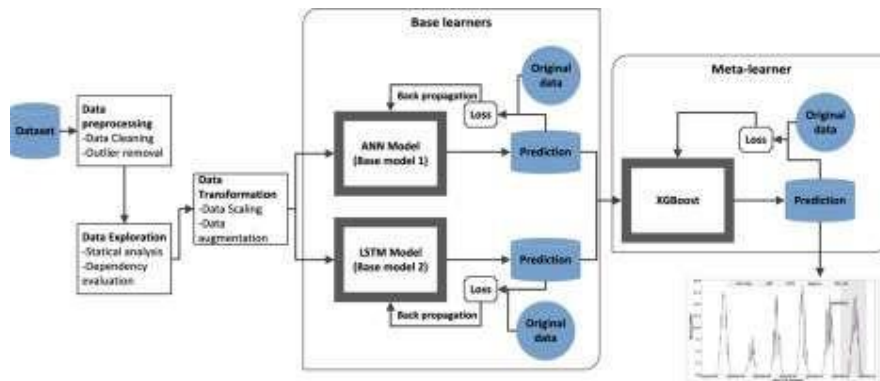 Base learners
Meta-learner
Dataset
Data
preprocessing
-Data Cleaning
-Outlier removal
Data Exploration
-Statical analysis
-Dependency
evaluation
Data
Transformation
-Data Scaling
-Data
augmentation
Back propagation
Loss
Original
data
ANN Model
(Base model 1)
Prediction
LSTM Model
(Base model 2)
Prediction
Loss
Back propagation
Original
data
Loss
Original
data
XGBoost
Prediction